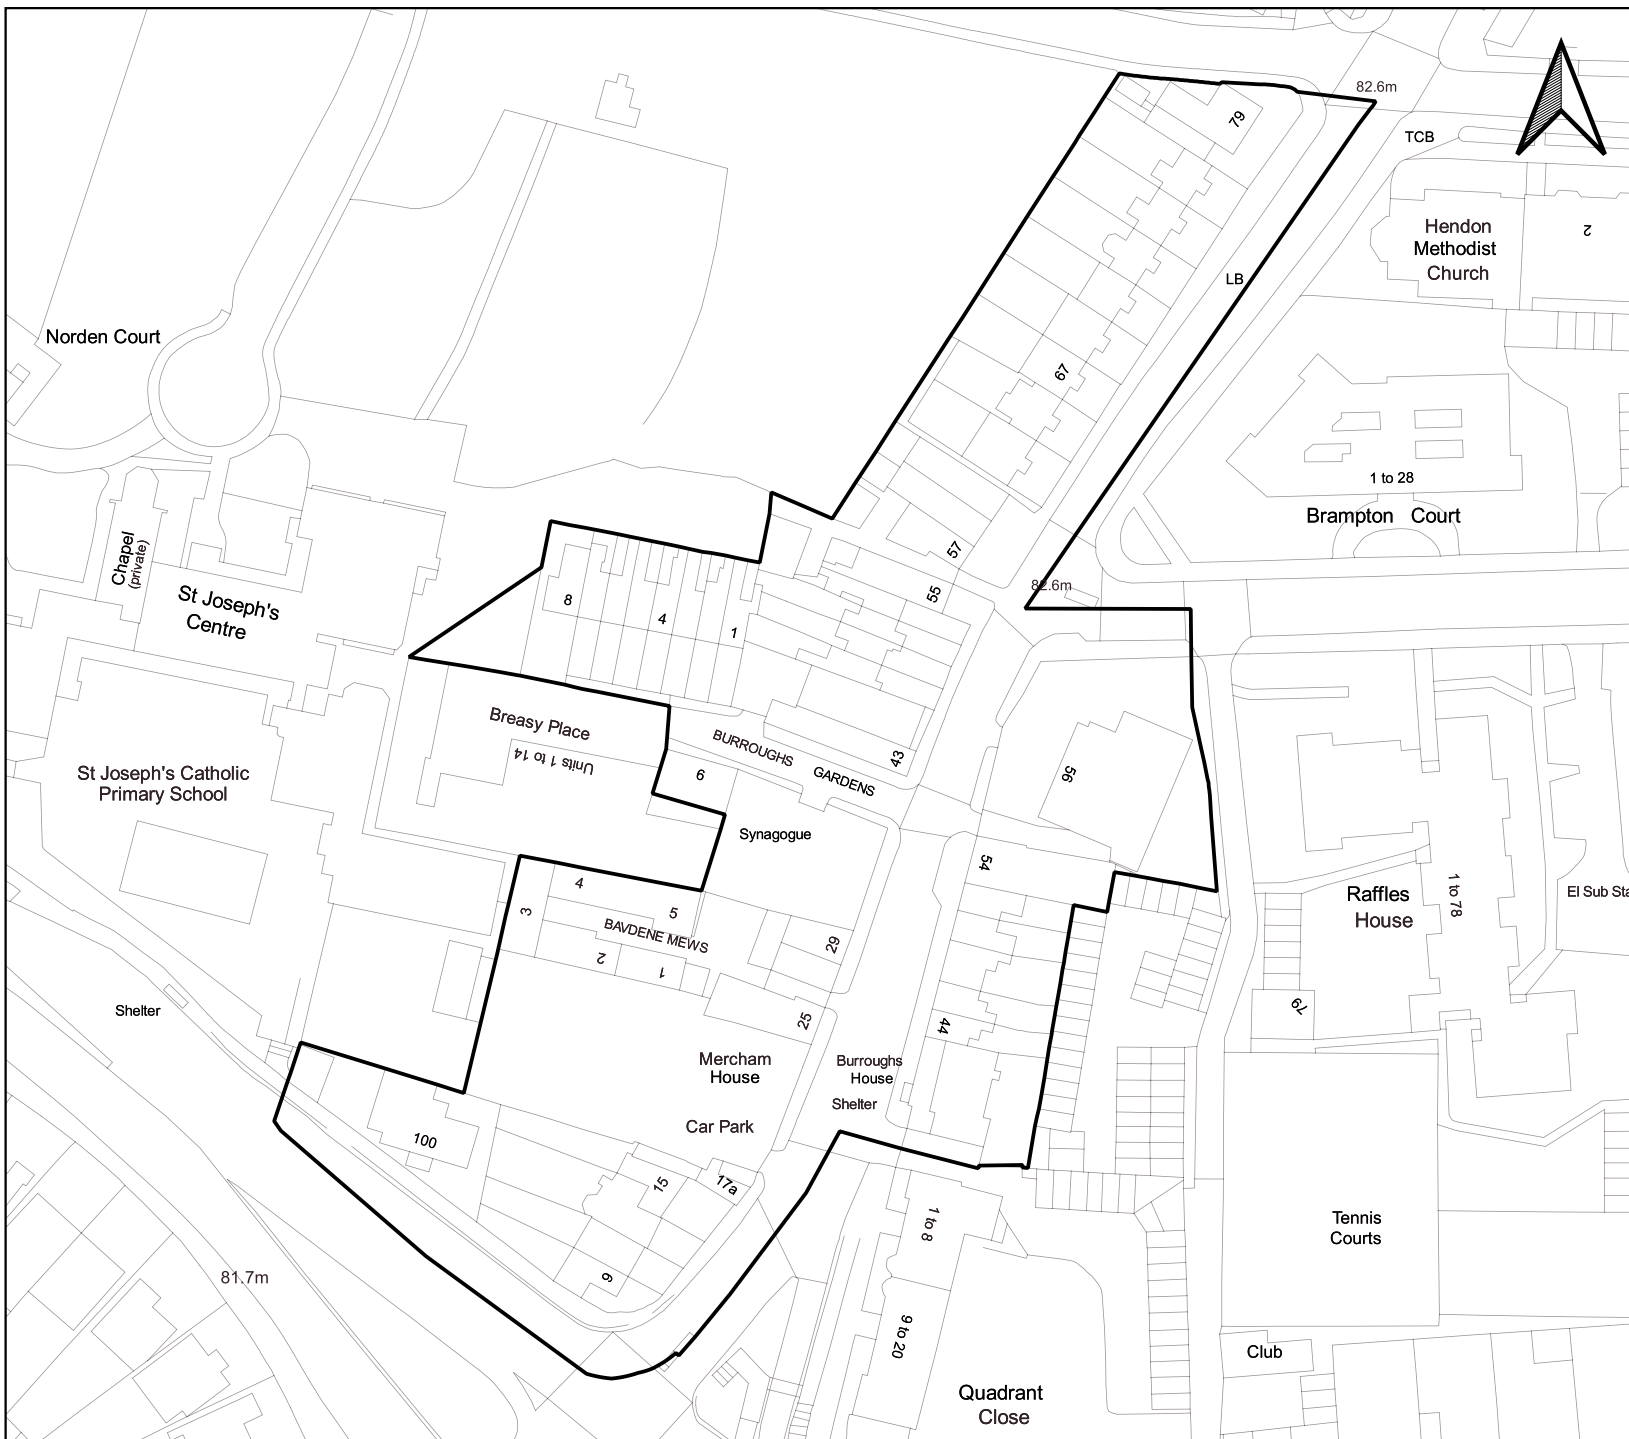 82.6m
79
TCB
Hendon
Methodist
Church
2
LB
Norden Court
67
1 to 28
Brampton Court
57
Chapel
(private)
St Joseph's
Centre
82.6m
55
8
4
1
Breasy Place
Units 1 to 14
BURROUGHS
GARDENS
43
56
St Joseph's Catholic
Primary School
6
Synagogue
54
4
5
3
BAVDENE MEWS
2
1
29
Raffles
House
1 to 78
El Sub Sta
79
Shelter
25
44
Mercham
House
Burroughs
House
Shelter
Car Park
100
15
17a
1 to 8
Tennis
Courts
81.7m
9
9 to 20
Club
Quadrant
Close